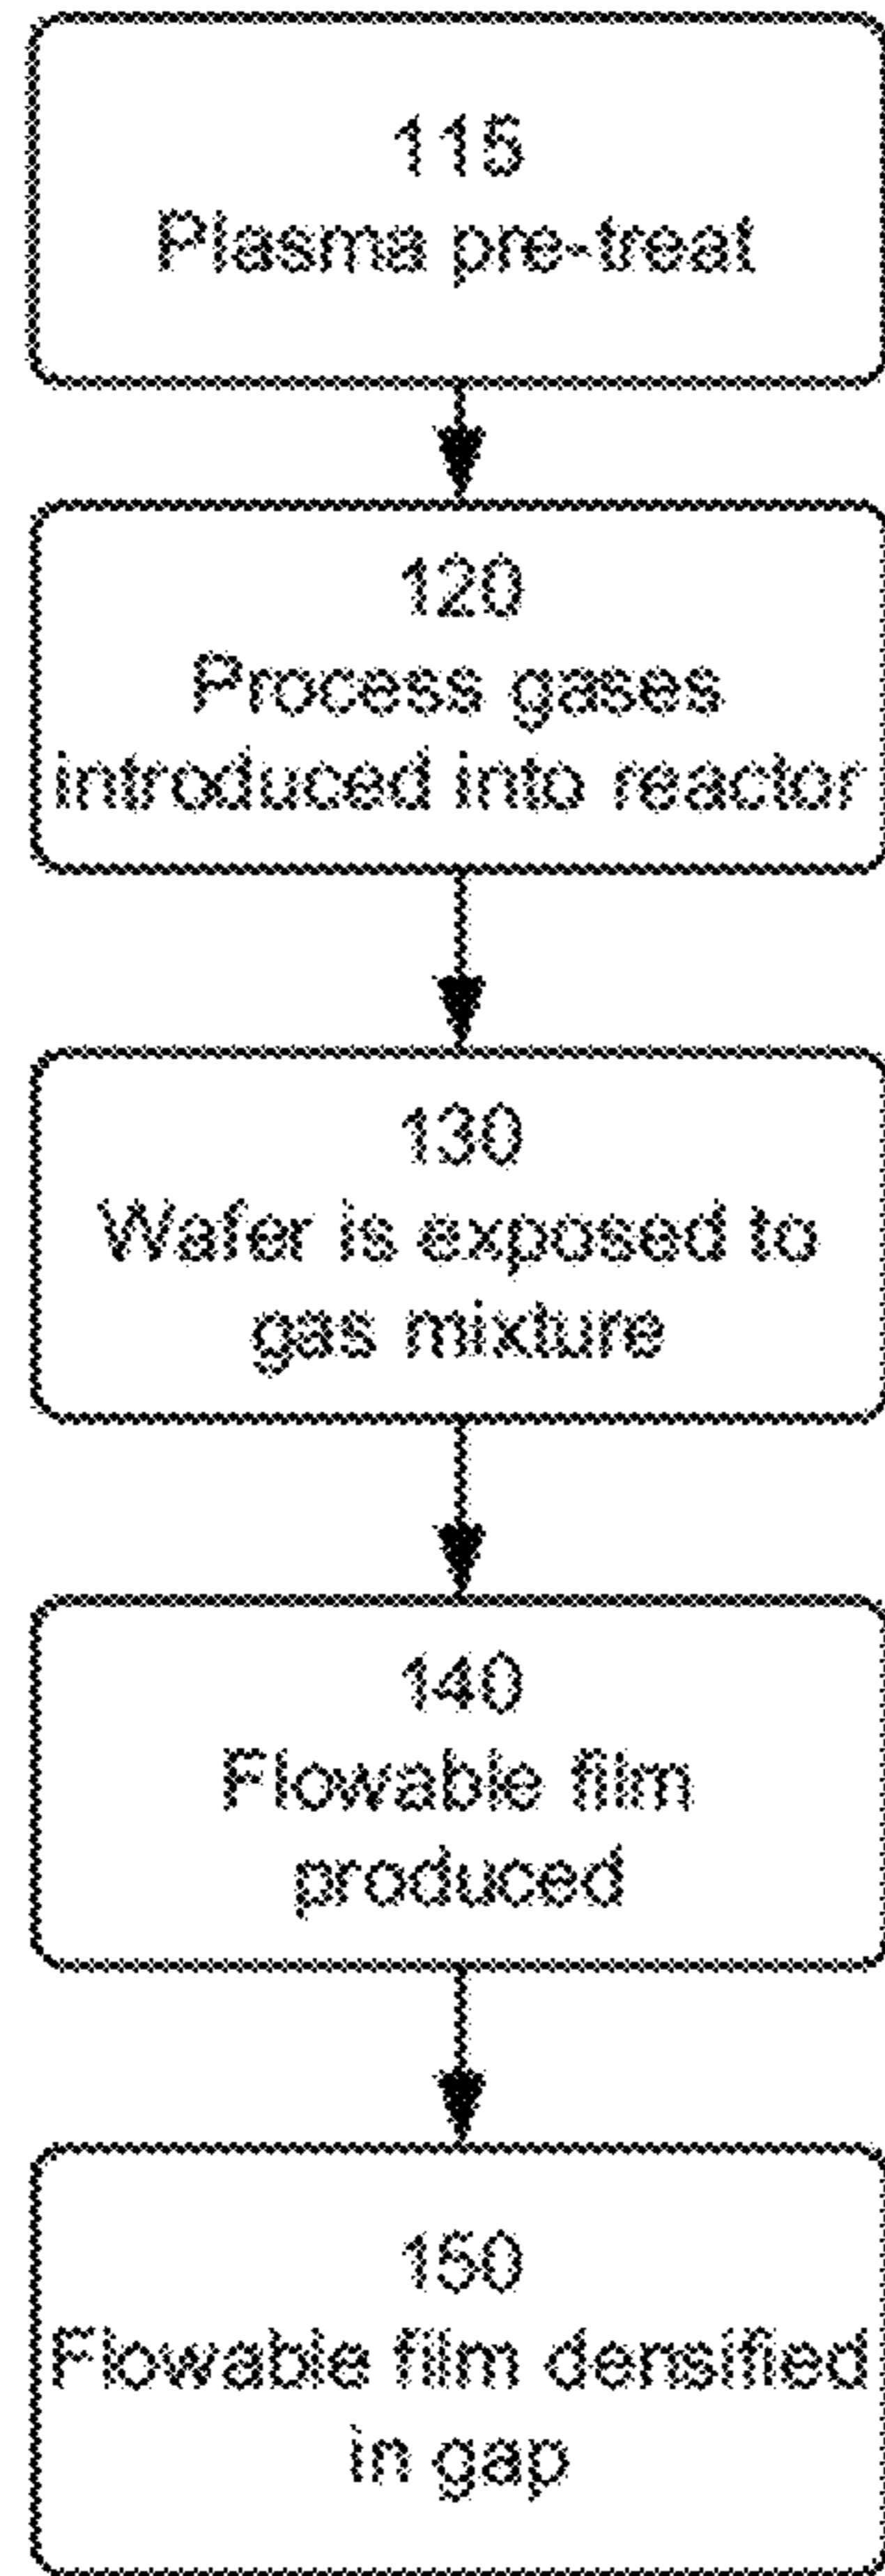 115
Plasma pre-treat
120
Process gases
introduced into reactor
130
Wafer is exposed to
gas mixture
140
Flowable film
produced
150
Flowable film densified
in gap